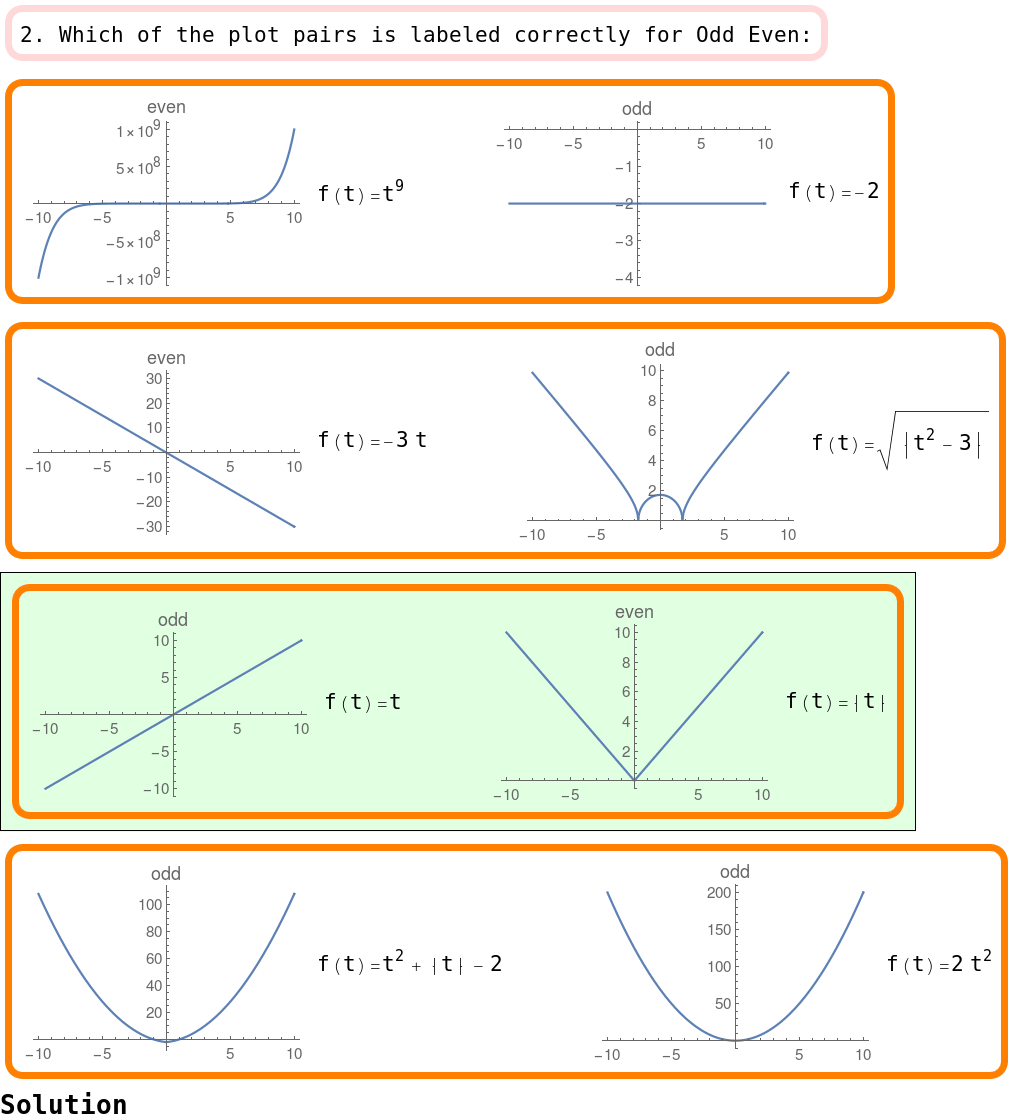 2. Which of the plot pairs is labeled correctly for Odd Even:
even
1×10^9
5×10^8
−10 −5 5 10
−5×10^8
−1×10^9
f(t)=t^9
odd
−10 −5 5 10
−1
−2
−3
−4
f(t)=−2
even
30
20
10
−10 −5 5 10
−10
−20
−30
f(t)=−3 t
odd
10
8
6
4
2
−10 −5 5 10
f(t)=√|t^2 − 3|
odd
10
5
−10 −5 5 10
−5
−10
f(t)=t
even
10
8
6
4
2
−10 −5 5 10
f(t)=|t|
odd
100
80
60
40
20
−10 −5 5 10
f(t)=t^2 + |t| − 2
odd
200
150
100
50
−10 −5 5 10
f(t)=2 t^2
Solution